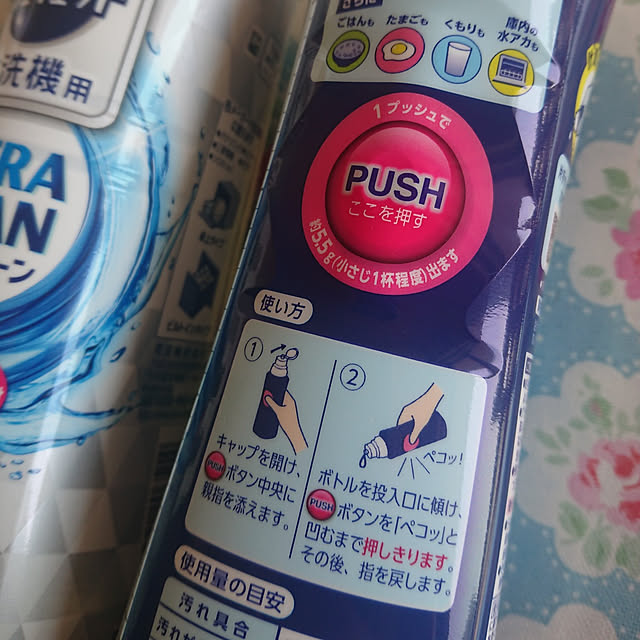 洗機用
RA
AN
ーン
さらに
ごはんも
たまごも
くもりも
庫内の
水アカも
1プッシュで
PUSH
ここを押す
約5.5g(小さじ1杯程度)出ます
使い方
①
キャップを開け、
PUSH ボタン中央に
親指を添えます。
②
ペコッ!
ボトルを投入口に傾け、
PUSH ボタンを「ペコッ」と
凹むまで押しきります。
その後、指を戻します。
使用量の目安
汚れ具合